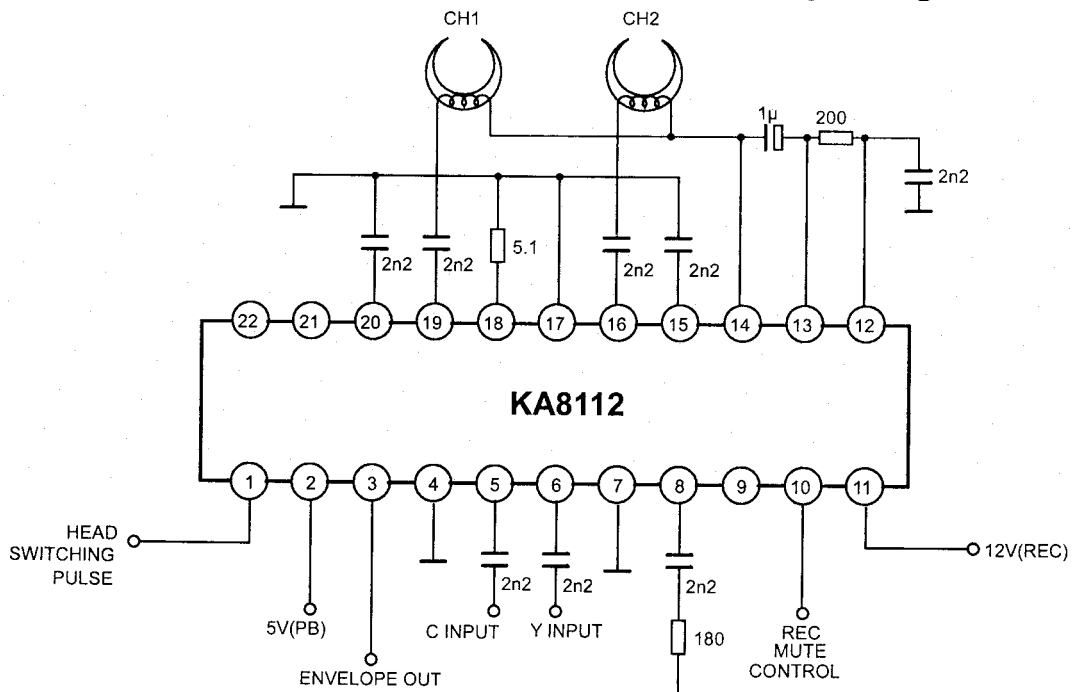 CH1
CH2
1µ
200
2n2
2n2
2n2
5.1
2n2
2n2
22
21
20
19
18
17
16
15
14
13
12
KA8112
1
2
3
4
5
6
7
8
9
10
11
HEAD
SWITCHING
PULSE
5V(PB)
ENVELOPE OUT
2n2
C INPUT
2n2
Y INPUT
2n2
180
REC
MUTE
CONTROL
12V(REC)